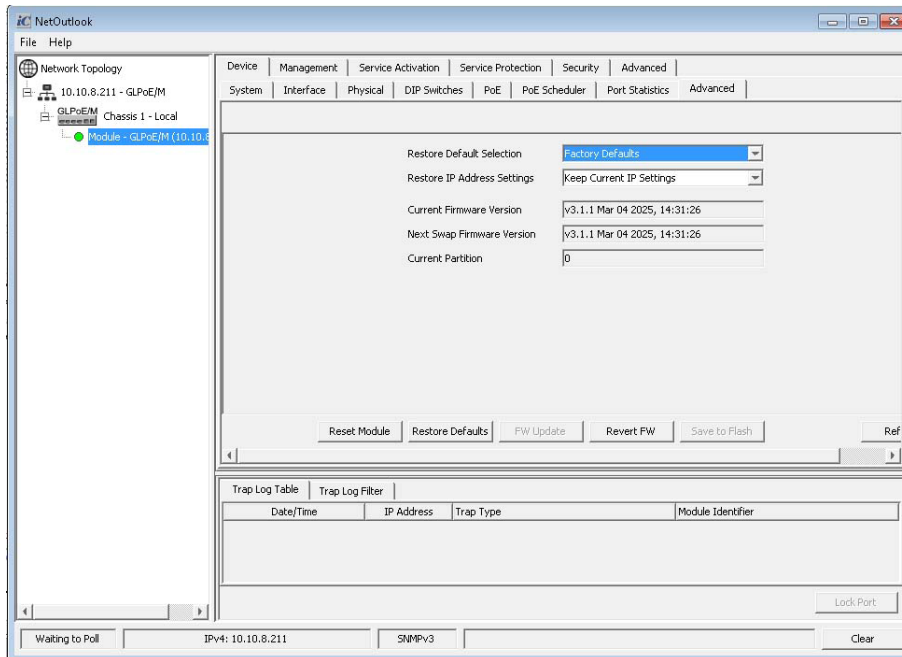 iC NetOutlook
File Help
Network Topology
10.10.8.211 - GLPoE/M
GLPoE/M Chassis 1 - Local
Module - GLPoE/M (10.10.8
Device Management Service Activation Service Protection Security Advanced
System Interface Physical DIP Switches PoE PoE Scheduler Port Statistics Advanced
Restore Default Selection Factory Defaults
Restore IP Address Settings Keep Current IP Settings
Current Firmware Version v3.1.1 Mar 04 2025, 14:31:26
Next Swap Firmware Version v3.1.1 Mar 04 2025, 14:31:26
Current Partition 0
Reset Module Restore Defaults FW Update Revert FW Save to Flash Ref
Trap Log Table Trap Log Filter
Date/Time IP Address Trap Type Module Identifier
Lock Port
Waiting to Poll IPv4: 10.10.8.211 SNMPv3 Clear